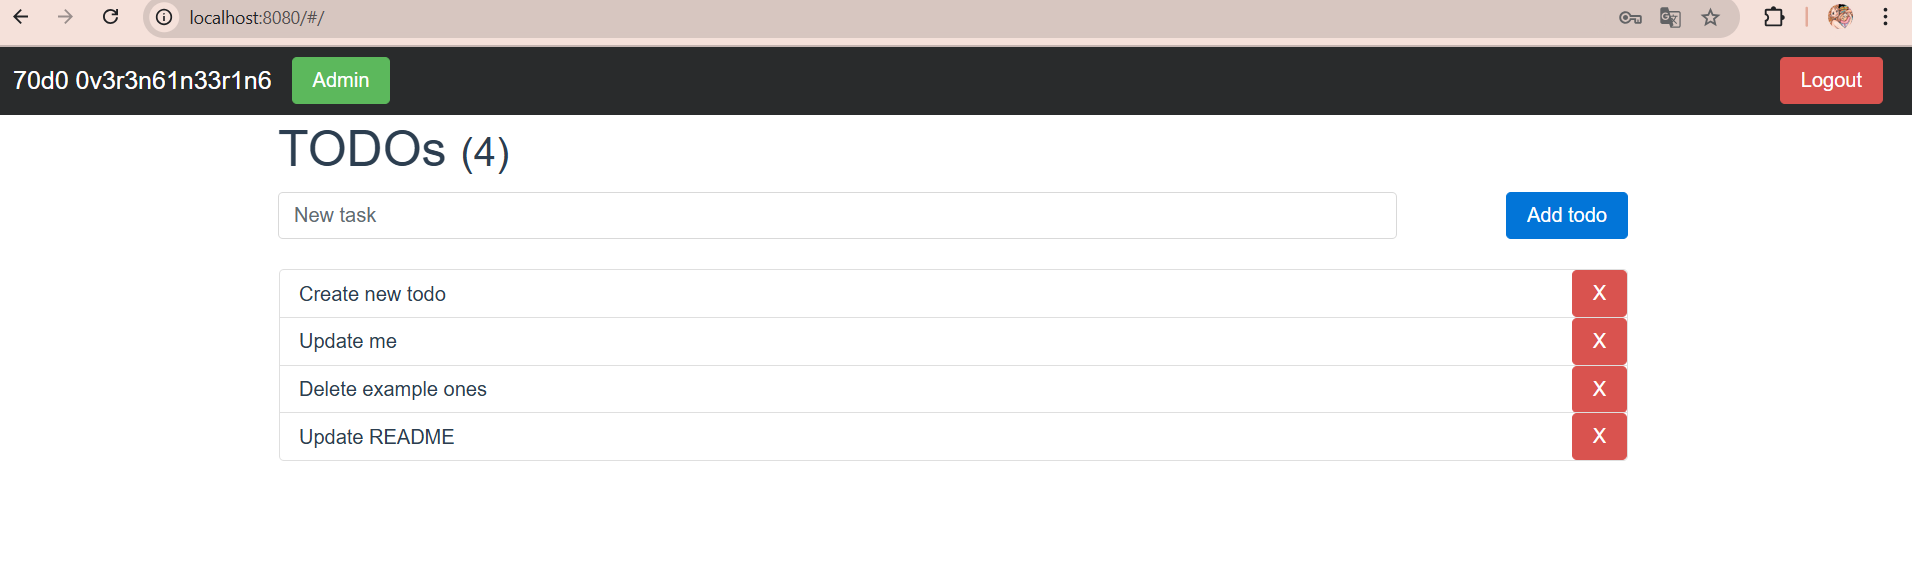 localhost:8080/#/
70d0 0v3r3n61n33r1n6 Admin Logout
TODOs (4)
New task Add todo
Create new todo X
Update me X
Delete example ones X
Update README X